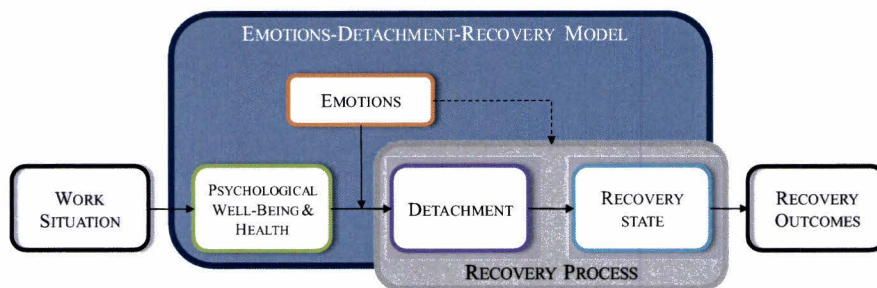 EMOTIONS-DETACHMENT-RECOVERY MODEL
EMOTIONS
WORK
SITUATION
PSYCHOLOGICAL
WELL-BEING &
HEALTH
DETACHMENT
RECOVERY
STATE
RECOVERY
OUTCOMES
RECOVERY PROCESS